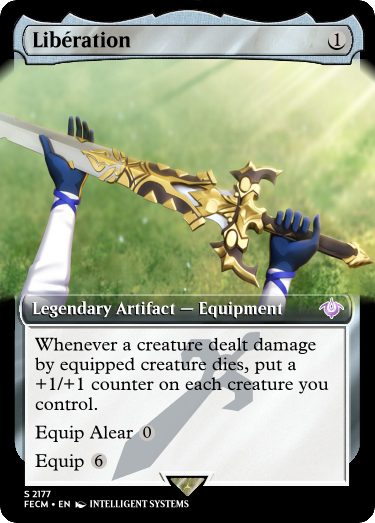 Libération 1
Legendary Artifact — Equipment
Whenever a creature dealt damage
by equipped creature dies, put a
+1/+1 counter on each creature you
control.
Equip Alear 0
Equip 6
S 2177
FECM • EN INTELLIGENT SYSTEMS